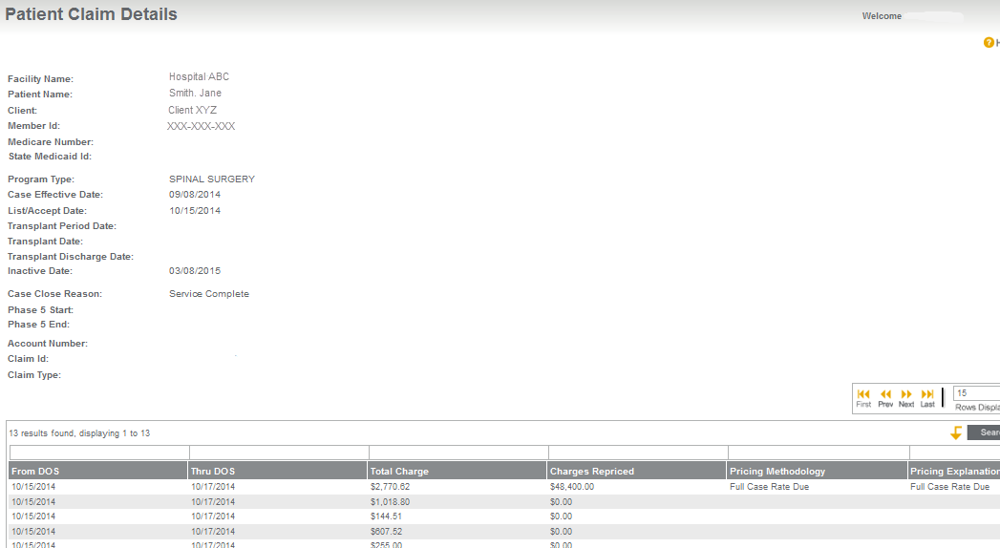 Patient Claim Details
Welcome
Facility Name: Hospital ABC
Patient Name: Smith. Jane
Client: Client XYZ
Member Id: XXX-XXX-XXX
Medicare Number:
State Medicaid Id:
Program Type: SPINAL SURGERY
Case Effective Date: 09/08/2014
List/Accept Date: 10/15/2014
Transplant Period Date:
Transplant Date:
Transplant Discharge Date:
Inactive Date: 03/08/2015
Case Close Reason: Service Complete
Phase 5 Start:
Phase 5 End:
Account Number:
Claim Id:
Claim Type:
First Prev Next Last 15
Rows Displa
13 results found, displaying 1 to 13 Sear
From DOS Thru DOS Total Charge Charges Repriced Pricing Methodology Pricing Explanation
10/15/2014 10/17/2014 $2,770.62 $48,400.00 Full Case Rate Due Full Case Rate Due
10/15/2014 10/17/2014 $1,018.80 $0.00
10/15/2014 10/17/2014 $144.51 $0.00
10/15/2014 10/17/2014 $607.52 $0.00
10/15/2014 10/17/2014 $255.00 $0.00